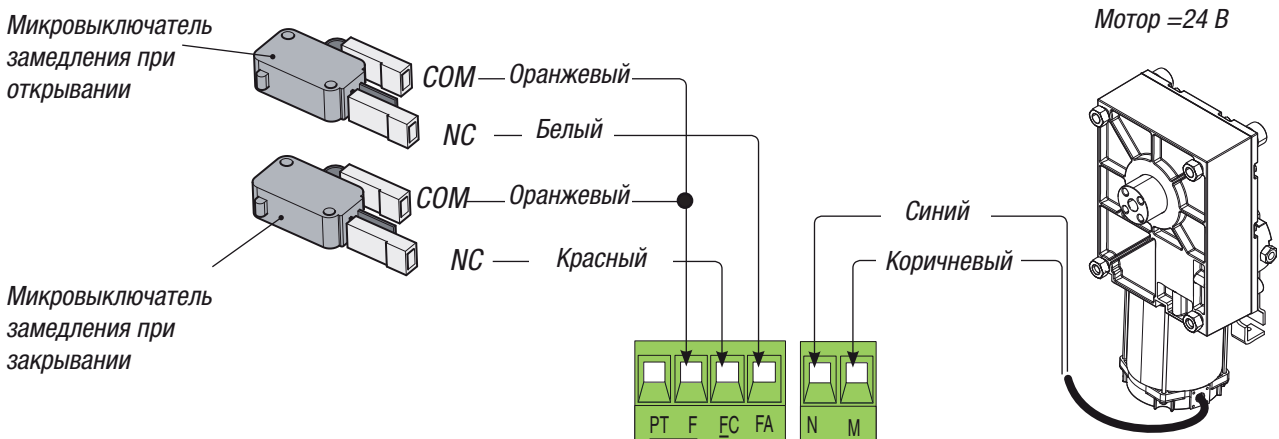 Микровыключатель
замедления при
открывании
Мотор =24 В
COM Оранжевый
NC Белый
COM Оранжевый
NC Красный
Синий
Коричневый
Микровыключатель
замедления при
закрывании
PT F FC FA N M